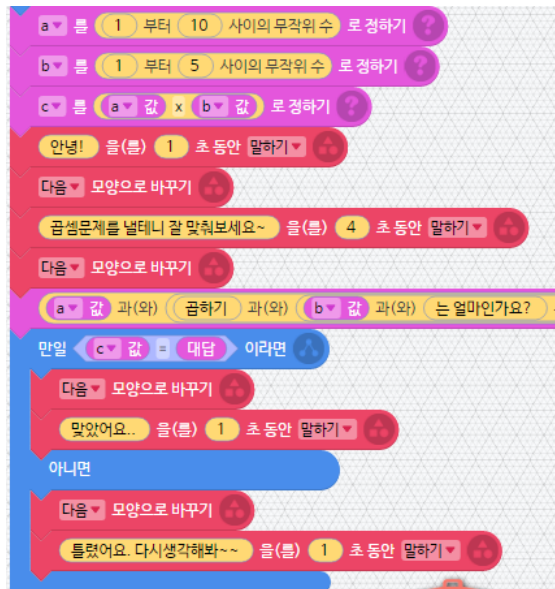 a▼ 를 1 부터 10 사이의 무작위 수 로 정하기 ?
b▼ 를 1 부터 5 사이의 무작위 수 로 정하기 ?
c▼ 를 a▼ 값 x b▼ 값 로 정하기 ?
안녕! 을(를) 1 초 동안 말하기▼
다음▼ 모양으로 바꾸기
곱셈문제를 낼테니 잘 맞춰보세요~ 을(를) 4 초 동안 말하기▼
다음▼ 모양으로 바꾸기
a▼ 값 과(와) 곱하기 과(와) b▼ 값 과(와) 는 얼마인가요?
만일 c▼ 값 = 대답 이라면
다음▼ 모양으로 바꾸기
맞았어요.. 을(를) 1 초 동안 말하기▼
아니면
다음▼ 모양으로 바꾸기
틀렸어요. 다시생각해봐~~ 을(를) 1 초 동안 말하기▼